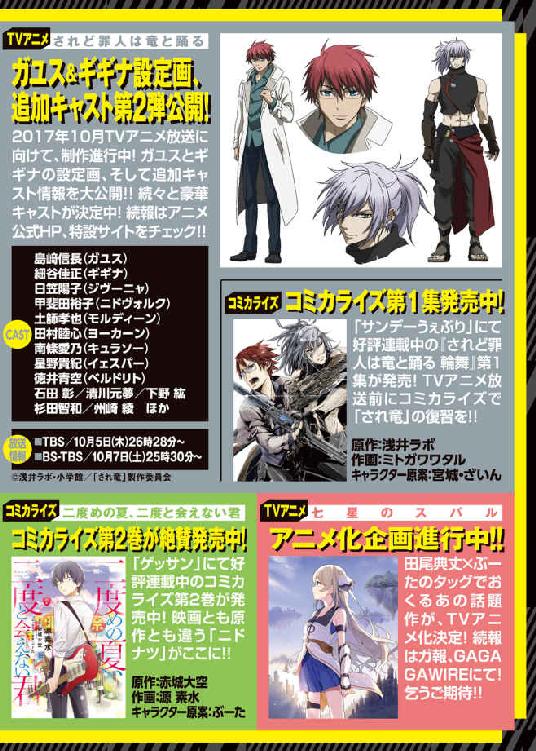 TVアニメ されど罪人は竜と踊る
ガユス&ギギナ設定画、
追加キャスト第2弾公開!
2017年10月TVアニメ放送に
向けて、制作進行中! ガユスとギ
ギナの設定画、そして追加キャ
スト情報を大公開!! 続々と豪華
キャストが決定中! 続報はアニメ
公式HP、特設サイトをチェック!!
CAST
島﨑信長(ガユス)
細谷佳正(ギギナ)
日笠陽子(ジヴーニャ)
甲斐田裕子(ニドヴォルク)
土師孝也(モルディーン)
田村睦心(ヨーカーン)
南條愛乃(キュラソー)
星野貴紀(イェスパー)
徳井青空(ベルドリト)
石田 彰/清川元夢/下野 紘
杉田智和/州崎 綾 ほか
放送
情報
■TBS/10月5日(木)26時28分~
■BS-TBS/10月7日(土)25時30分~
©浅井ラボ・小学館/「され竜」製作委員会
コミカライズ コミカライズ第1集発売中!
「サンデーうぇぶり」にて
好評連載中の『されど罪
人は竜と踊る 輪舞』第1
集が発売! TVアニメ放
送前にコミカライズで
「され竜」の復習を!!
原作:浅井ラボ
作画:ミトガワワタル
キャラクター原案:宮城・ざいん
コミカライズ 二度めの夏、二度と会えない君
コミカライズ第2巻が絶賛発売中!
二度めの夏、
二度と会えない君
「ゲッサン」にて好
評連載中のコミカ
ライズ第2巻が発
売中! 映画とも原
作とも違う「ニド
ナツ」がここに!!
原作:赤城大空
作画:源 素水
キャラクター原案:ぶーた
TVアニメ 七星のスバル
アニメ化企画進行中!!
田尾典丈×ぶー
たのタッグでお
くるあの話題
作が、TVアニ
メ化決定! 続報
はガ報、GAGA
GAWIREにて!
乞うご期待!!